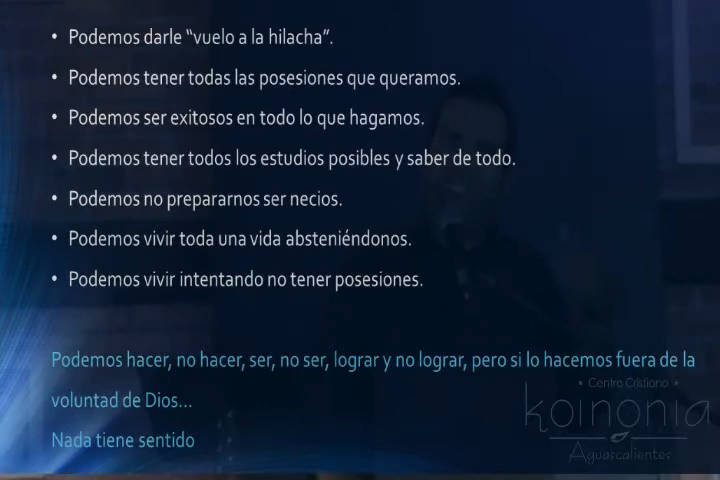 • Podemos darle “vuelo a la hilacha”.
• Podemos tener todas las posesiones que queramos.
• Podemos ser exitosos en todo lo que hagamos.
• Podemos tener todos los estudios posibles y saber de todo.
• Podemos no prepararnos ser necios.
• Podemos vivir toda una vida absteniéndonos.
• Podemos vivir intentando no tener posesiones.
Podemos hacer, no hacer, ser, no ser, lograr y no lograr, pero si lo hacemos fuera de la
voluntad de Dios...
Nada tiene sentido
• Centro Cristiano •
koinonia
Aguascalientes